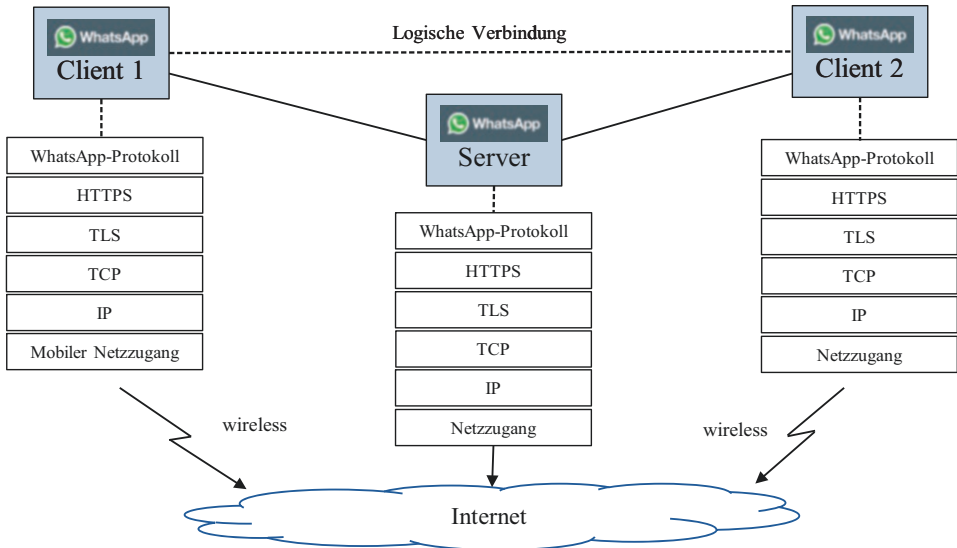 WhatsApp
Client 1
Logische Verbindung
WhatsApp
Client 2
WhatsApp
Server
WhatsApp-Protokoll
HTTPS
TLS
TCP
IP
Mobiler Netzzugang
WhatsApp-Protokoll
HTTPS
TLS
TCP
IP
Netzzugang
WhatsApp-Protokoll
HTTPS
TLS
TCP
IP
Netzzugang
wireless
wireless
Internet